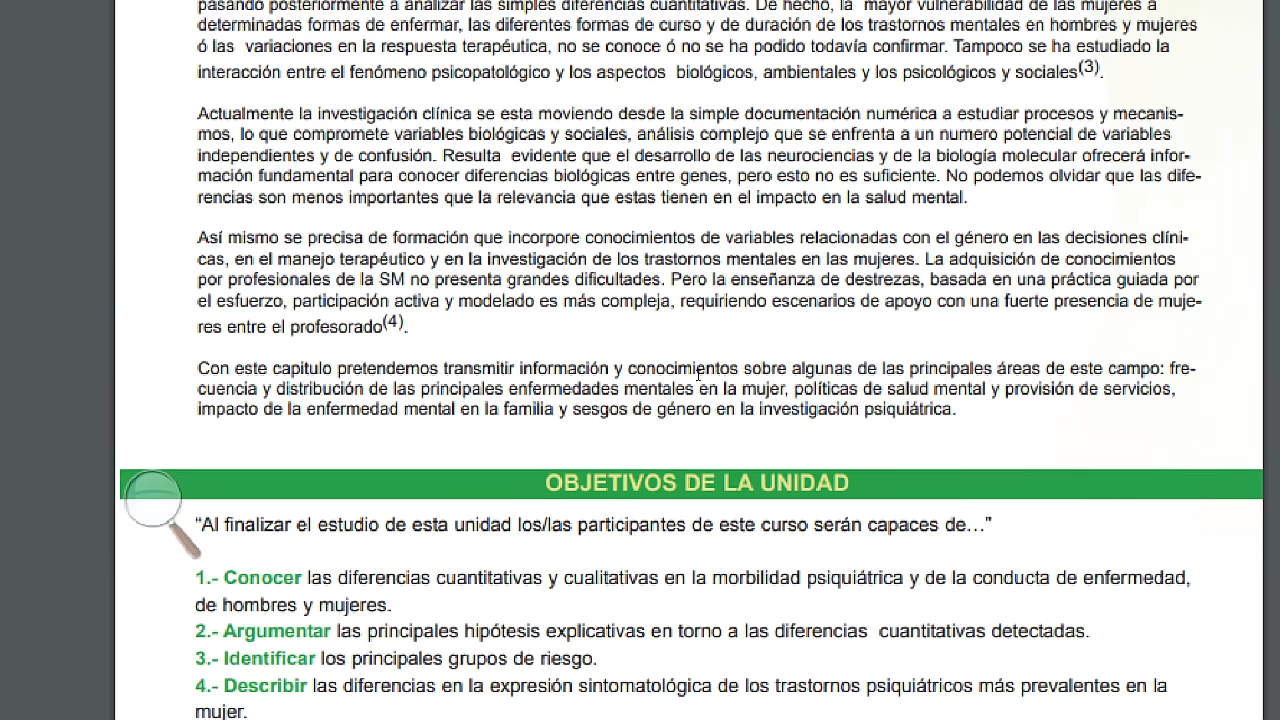 pasando posteriormente a analizar las simples diferencias cuantitativas. De hecho, la  mayor vulnerabilidad de las mujeres a
determinadas formas de enfermar, las diferentes formas de curso y de duración de los trastornos mentales en hombres y mujeres
ó las  variaciones en la respuesta terapéutica, no se conoce ó no se ha podido todavía confirmar. Tampoco se ha estudiado la
interacción entre el fenómeno psicopatológico y los aspectos  biológicos, ambientales y los psicológicos y sociales(3).
Actualmente la investigación clínica se esta moviendo desde la simple documentación numérica a estudiar procesos y mecanis-
mos, lo que compromete variables biológicas y sociales, análisis complejo que se enfrenta a un numero potencial de variables
independientes y de confusión. Resulta  evidente que el desarrollo de las neurociencias y de la biología molecular ofrecerá infor-
mación fundamental para conocer diferencias biológicas entre genes, pero esto no es suficiente. No podemos olvidar que las dife-
rencias son menos importantes que la relevancia que estas tienen en el impacto en la salud mental.
Así mismo se precisa de formación que incorpore conocimientos de variables relacionadas con el género en las decisiones clíni-
cas, en el manejo terapéutico y en la investigación de los trastornos mentales en las mujeres. La adquisición de conocimientos
por profesionales de la SM no presenta grandes dificultades. Pero la enseñanza de destrezas, basada en una práctica guiada por
el esfuerzo, participación activa y modelado es más compleja, requiriendo escenarios de apoyo con una fuerte presencia de muje-
res entre el profesorado(4).
Con este capitulo pretendemos transmitir información y conocimientos sobre algunas de las principales áreas de este campo: fre-
cuencia y distribución de las principales enfermedades mentales en la mujer, políticas de salud mental y provisión de servicios,
impacto de la enfermedad mental en la familia y sesgos de género en la investigación psiquiátrica.
OBJETIVOS DE LA UNIDAD
“Al finalizar el estudio de esta unidad los/las participantes de este curso serán capaces de…”
1.- Conocer las diferencias cuantitativas y cualitativas en la morbilidad psiquiátrica y de la conducta de enfermedad,
de hombres y mujeres.
2.- Argumentar las principales hipótesis explicativas en torno a las diferencias  cuantitativas detectadas.
3.- Identificar los principales grupos de riesgo.
4.- Describir las diferencias en la expresión sintomatológica de los trastornos psiquiátricos más prevalentes en la
mujer.